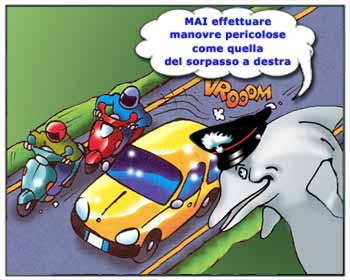 MAI effettuare
manovre pericolose
come quella
del sorpasso a destra
VROOOM